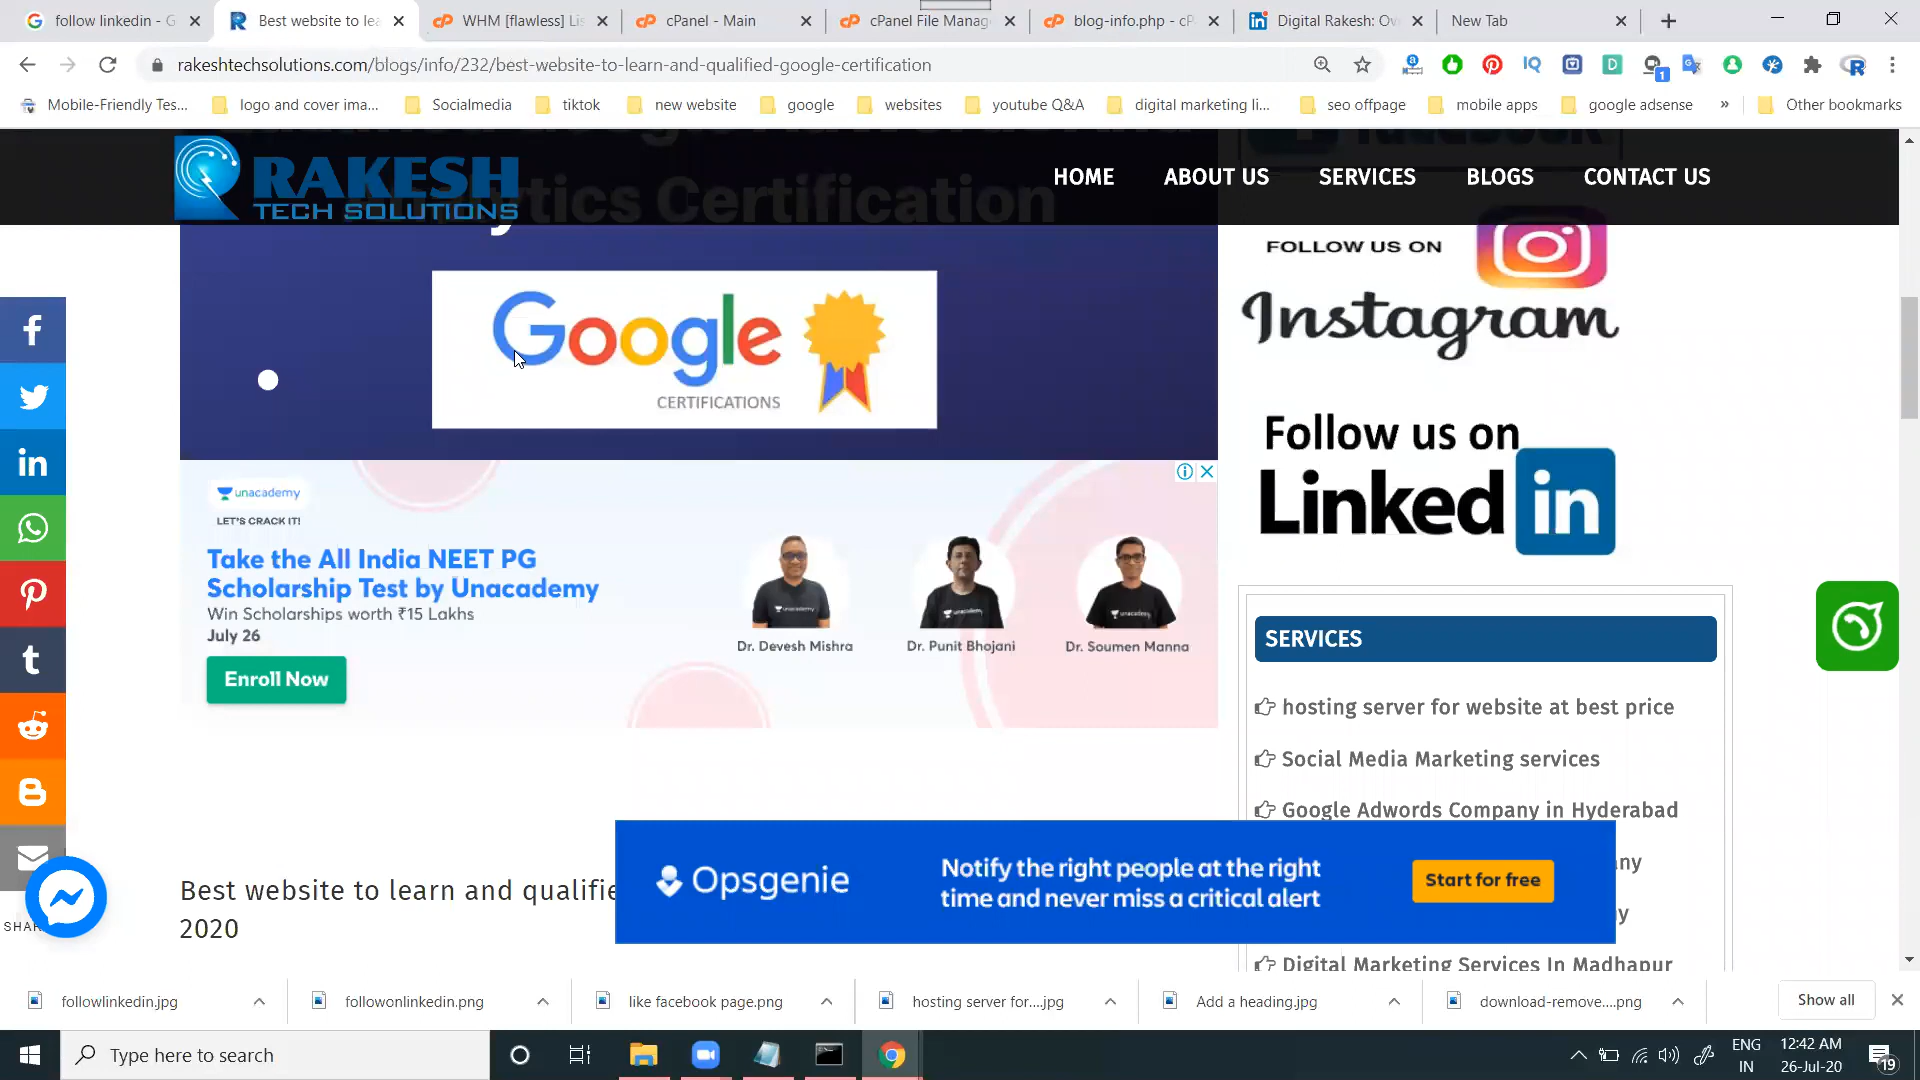 follow linkedin - G
Best website to lea
WHM [flawless] Lis
cPanel - Main
cPanel File Manag
blog-info.php - cP
Digital Rakesh: Ov
New Tab
rakeshtechsolutions.com/blogs/info/232/best-website-to-learn-and-qualified-google-certification
Mobile-Friendly Tes...
logo and cover ima...
Socialmedia
tiktok
new website
google
websites
youtube Q&A
digital marketing li...
seo offpage
mobile apps
google adsense
»
Other bookmarks
RAKESH
TECH SOLUTIONS
HOME
ABOUT US
SERVICES
BLOGS
CONTACT US
Analytics Certification
Google
CERTIFICATIONS
FOLLOW US ON
Instagram
Follow us on
Linked in
unacademy
LET'S CRACK IT!
Take the All India NEET PG
Scholarship Test by Unacademy
Win Scholarships worth ₹15 Lakhs
July 26
Enroll Now
Dr. Devesh Mishra
Dr. Punit Bhojani
Dr. Soumen Manna
SERVICES
hosting server for website at best price
Social Media Marketing services
Google Adwords Company in Hyderabad
ny
y
Digital Marketing Services In Madhapur
Opsgenie
Notify the right people at the right
time and never miss a critical alert
Start for free
Best website to learn and qualifie
2020
SHAR
followlinkedin.jpg
followonlinkedin.png
like facebook page.png
hosting server for....jpg
Add a heading.jpg
download-remove....png
Show all
Type here to search
ENG
IN
12:42 AM
26-Jul-20
19